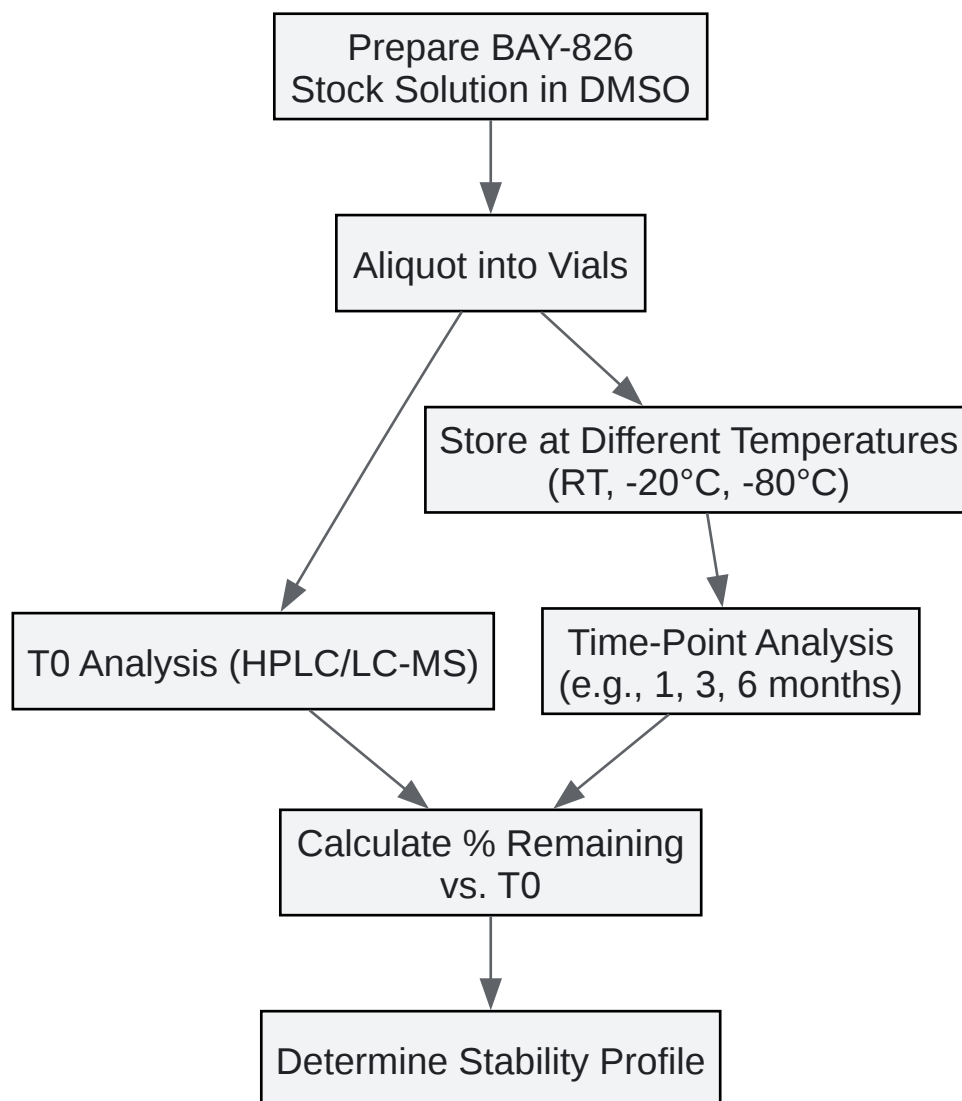 Prepare BAY-826
Stock Solution in DMSO
Aliquot into Vials
Store at Different Temperatures
(RT, -20°C, -80°C)
T0 Analysis (HPLC/LC-MS)
Time-Point Analysis
(e.g., 1, 3, 6 months)
Calculate % Remaining
vs. T0
Determine Stability Profile